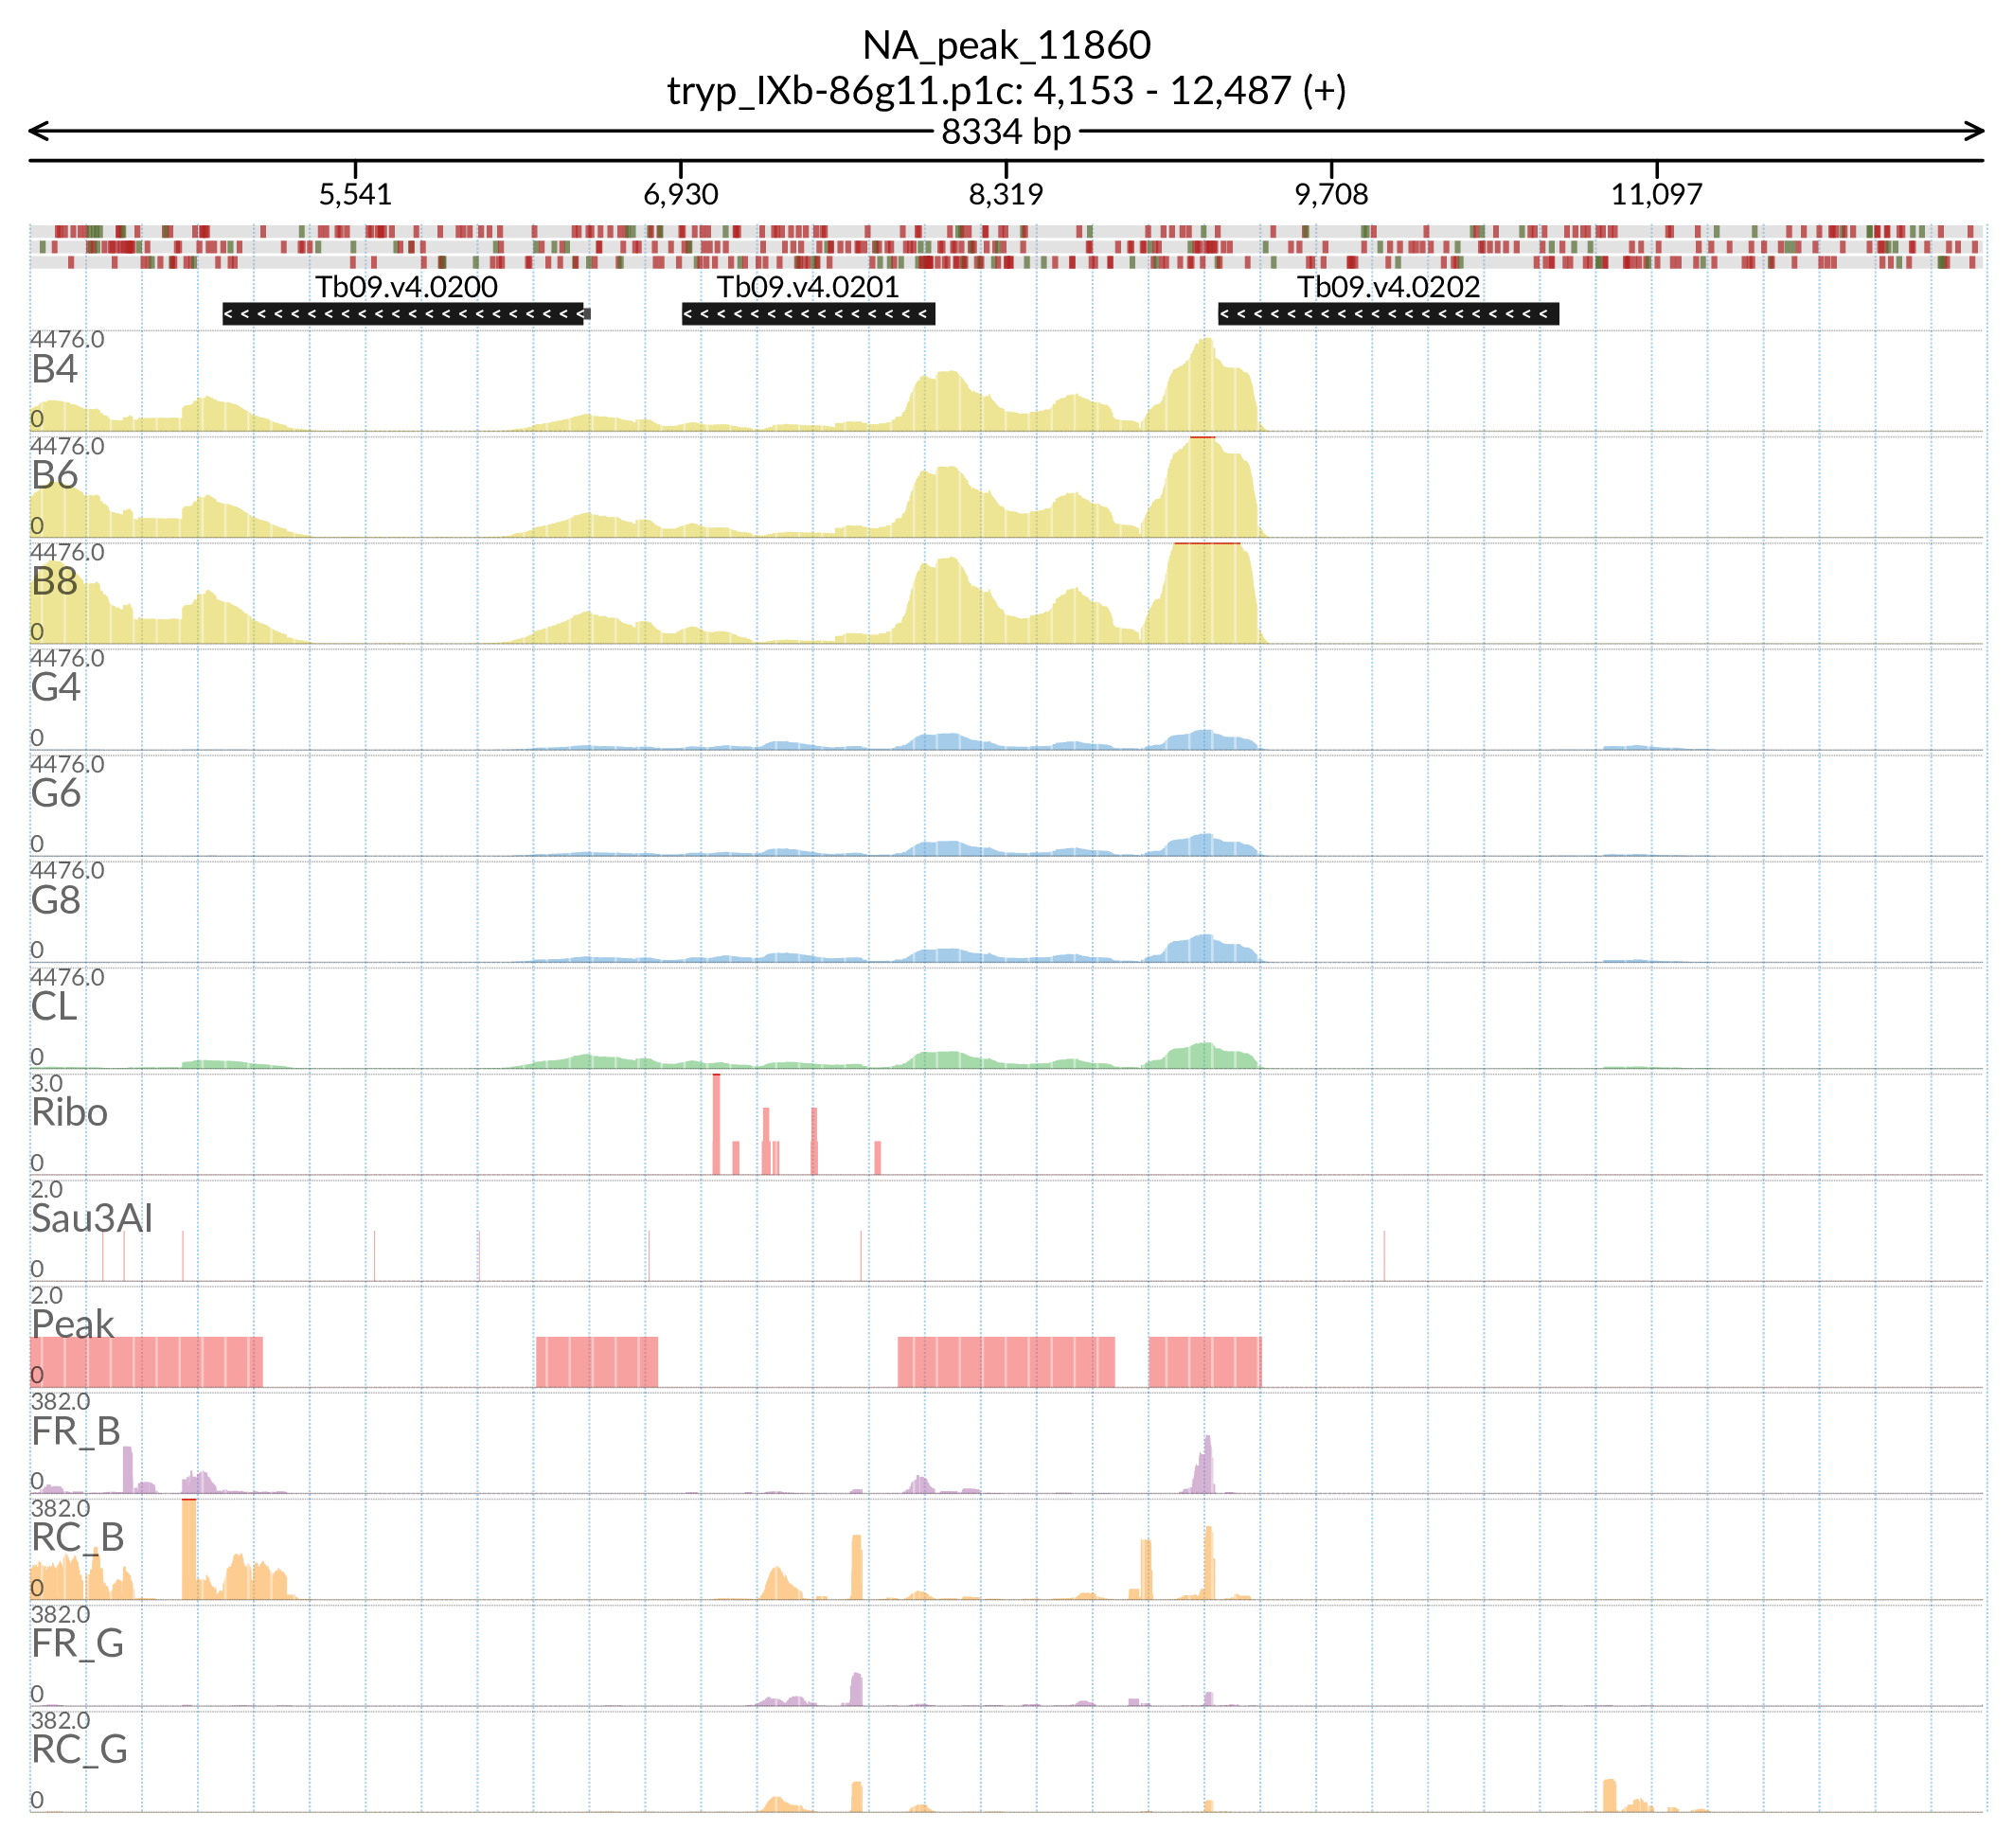 NA_peak_11860
tryp_IXb-86g11.p1c: 4,153 - 12,487 (+)
8334 bp
5,541 6,930 8,319 9,708 11,097
Tb09.v4.0200 Tb09.v4.0201 Tb09.v4.0202
4476.0
B4
0
4476.0
B6
0
4476.0
B8
0
4476.0
G4
0
4476.0
G6
0
4476.0
G8
0
4476.0
CL
0
3.0
Ribo
0
2.0
Sau3AI
0
2.0
Peak
0
382.0
FR_B
0
382.0
RC_B
0
382.0
FR_G
0
382.0
RC_G
0